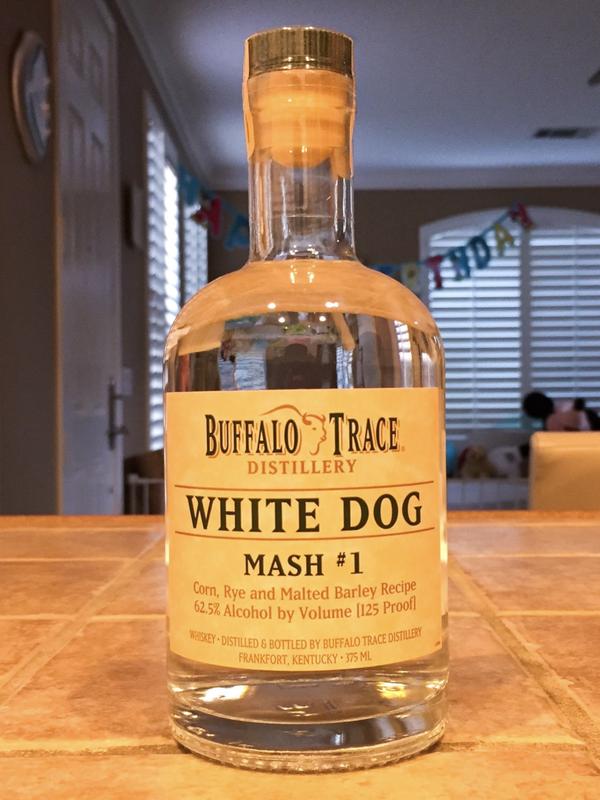 BUFFALO TRACE
DISTILLERY
WHITE DOG
MASH #1
Corn, Rye and Malted Barley Recipe
62.5% Alcohol by Volume [125 Proof]
WHISKEY • DISTILLED & BOTTLED BY BUFFALO TRACE DISTILLERY
FRANKFORT, KENTUCKY • 375 ML